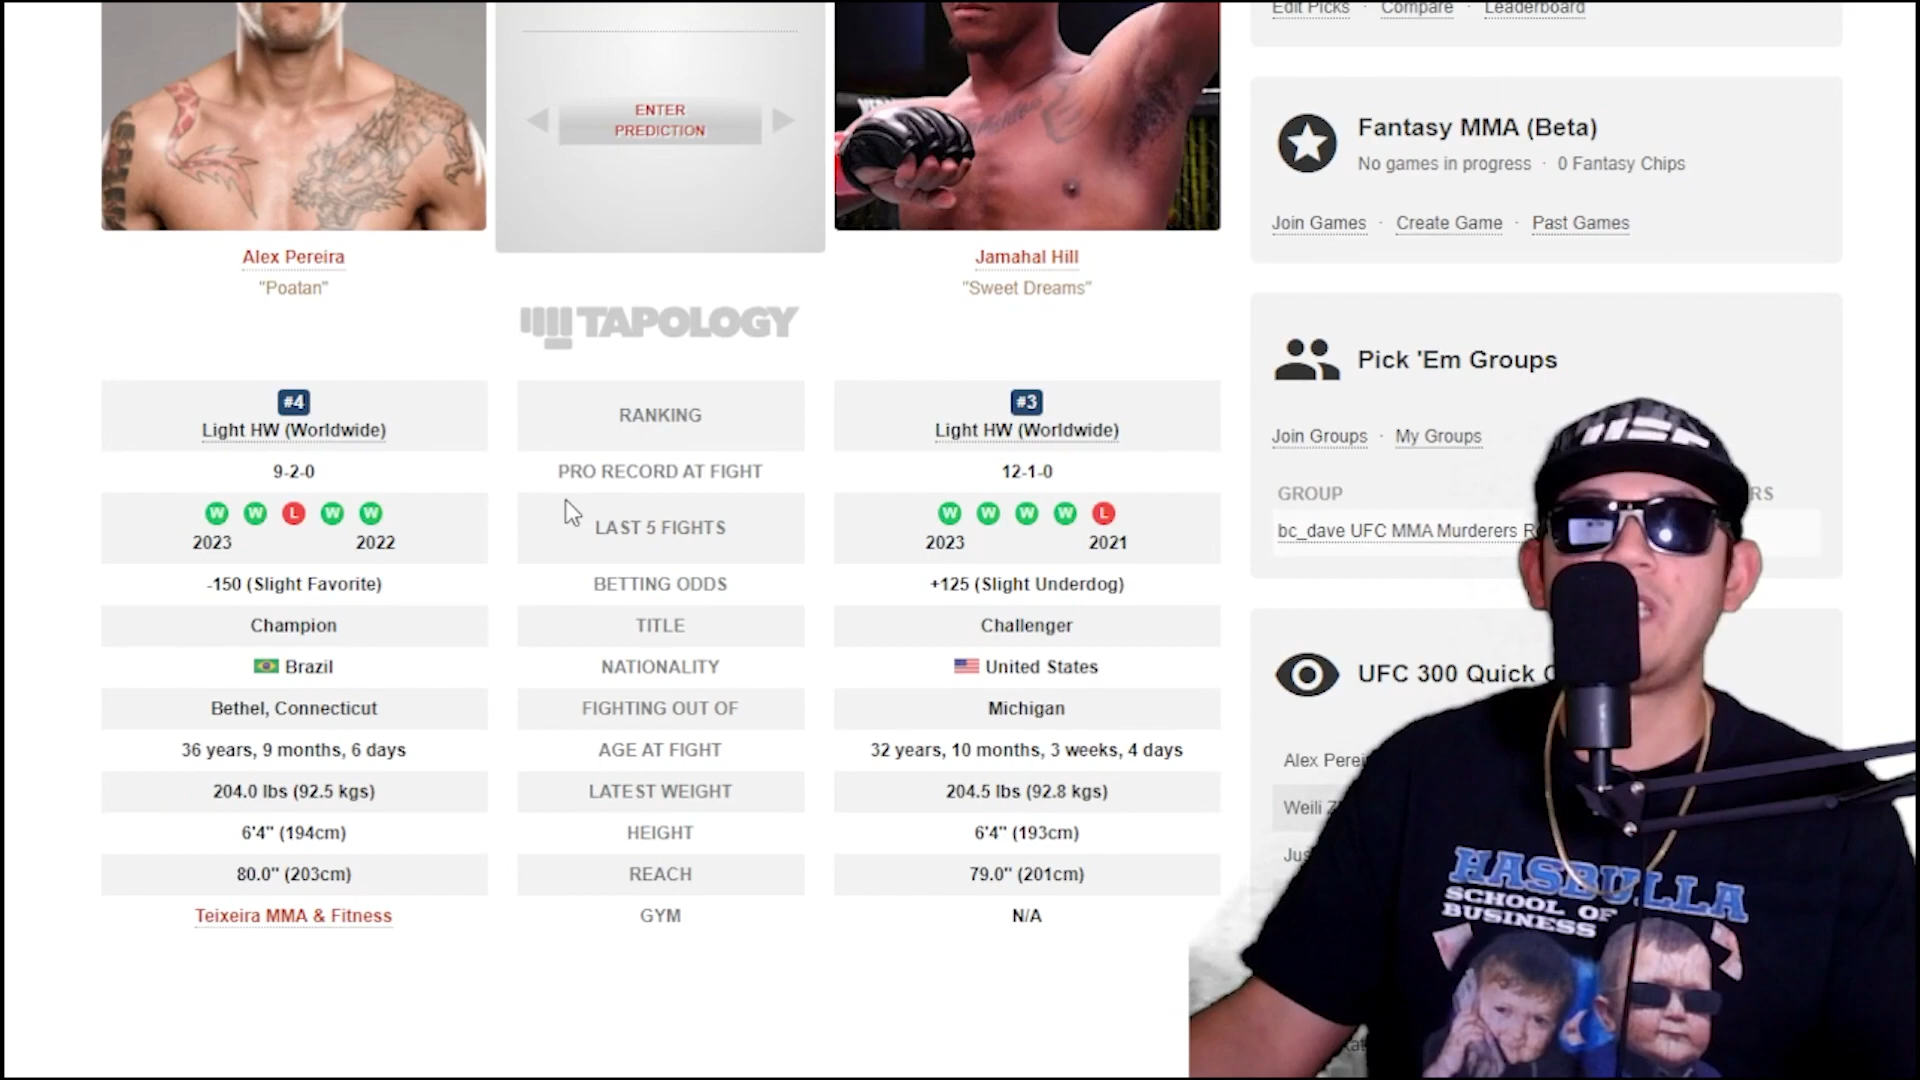 Edit Picks · Compare · Leaderboard
ENTER
PREDICTION
Fantasy MMA (Beta)
No games in progress · 0 Fantasy Chips
Join Games · Create Game · Past Games
Alex Pereira
"Poatan"
Jamahal Hill
"Sweet Dreams"
TAPOLOGY
Pick 'Em Groups
Join Groups · My Groups
GROUP
bc_dave UFC MMA Murderers
#4
Light HW (Worldwide)
RANKING
#3
Light HW (Worldwide)
9-2-0
PRO RECORD AT FIGHT
12-1-0
W W L W W
2023 2022
LAST 5 FIGHTS
W W W W L
2023 2021
-150 (Slight Favorite)
BETTING ODDS
+125 (Slight Underdog)
Champion
TITLE
Challenger
Brazil
NATIONALITY
United States
Bethel, Connecticut
FIGHTING OUT OF
Michigan
36 years, 9 months, 6 days
AGE AT FIGHT
32 years, 10 months, 3 weeks, 4 days
204.0 lbs (92.5 kgs)
LATEST WEIGHT
204.5 lbs (92.8 kgs)
6'4" (194cm)
HEIGHT
6'4" (193cm)
80.0" (203cm)
REACH
79.0" (201cm)
Teixeira MMA & Fitness
GYM
N/A
UFC 300 Quick
Alex
Weili
HASBULLA
SCHOOL OF
BUSINESS